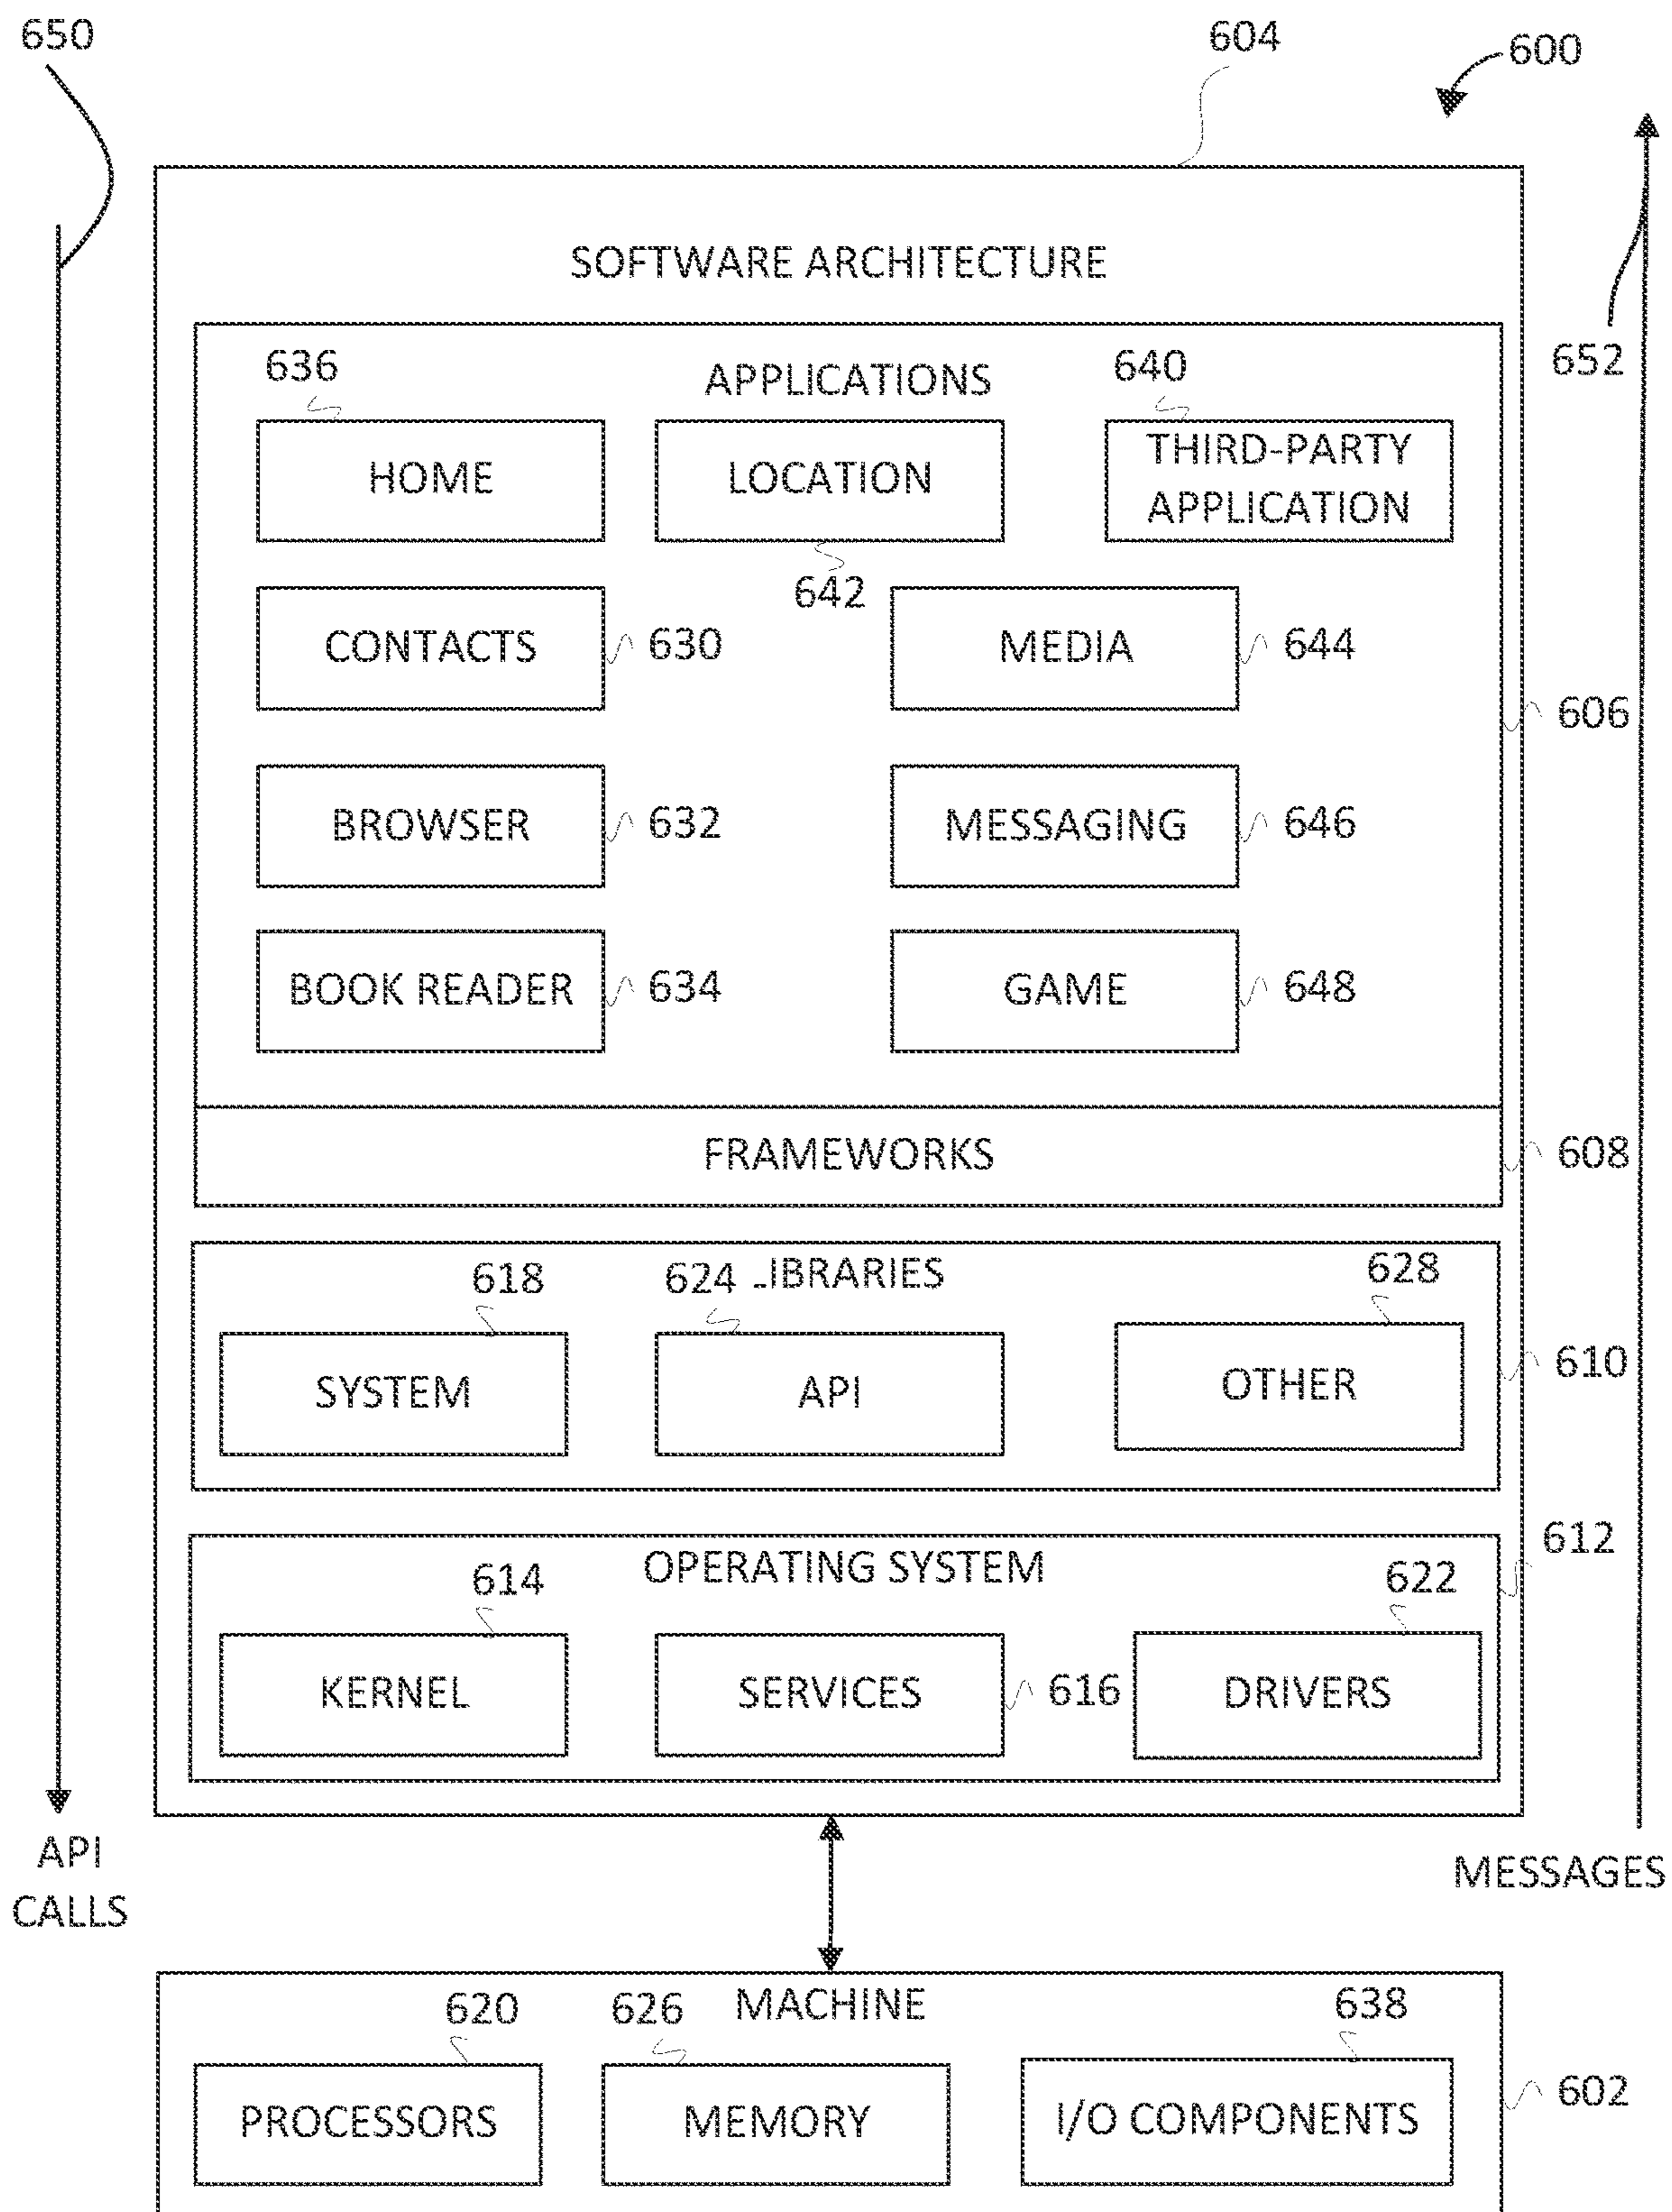 650
604
600
SOFTWARE ARCHITECTURE
652
636
APPLICATIONS
640
HOME
LOCATION
THIRD-PARTY
APPLICATION
642
CONTACTS
630
MEDIA
644
606
BROWSER
632
MESSAGING
646
BOOK READER
634
GAME
648
FRAMEWORKS
608
618
624
LIBRARIES
628
SYSTEM
API
OTHER
610
612
614
OPERATING SYSTEM
622
KERNEL
SERVICES
616
DRIVERS
API
CALLS
MESSAGES
620
626
MACHINE
638
PROCESSORS
MEMORY
I/O COMPONENTS
602